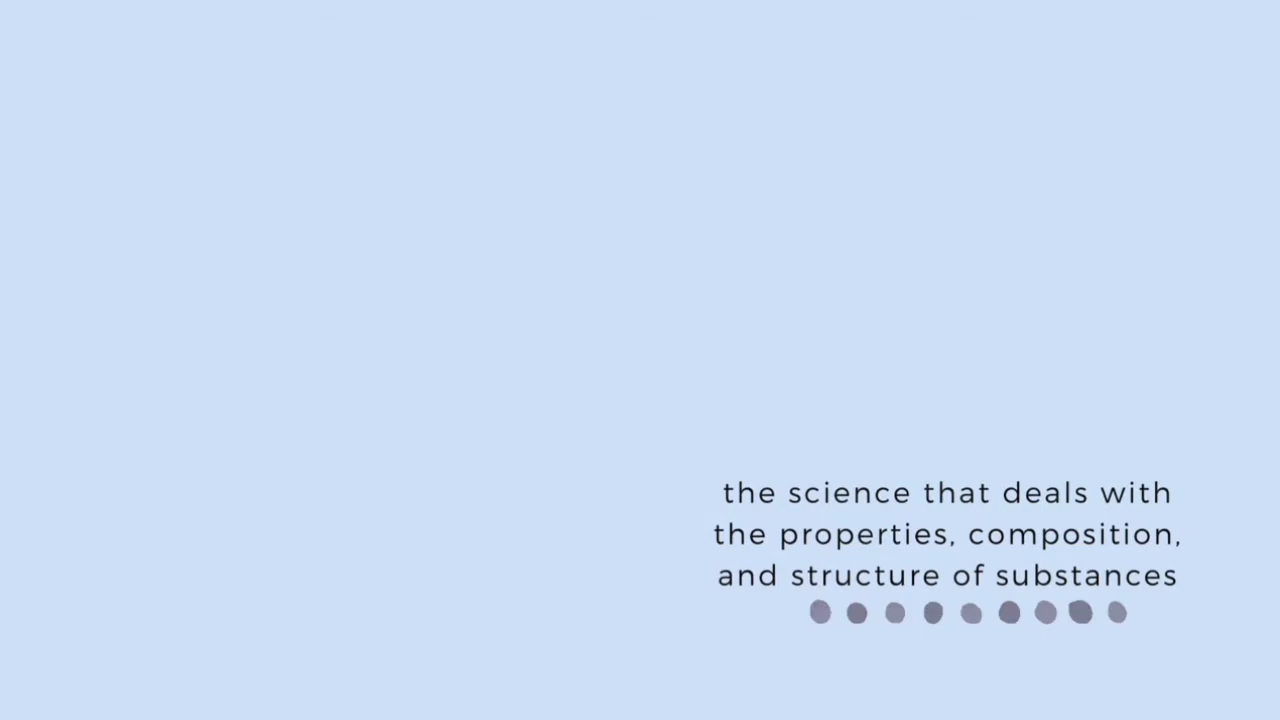 the science that deals with
the properties, composition,
and structure of substances